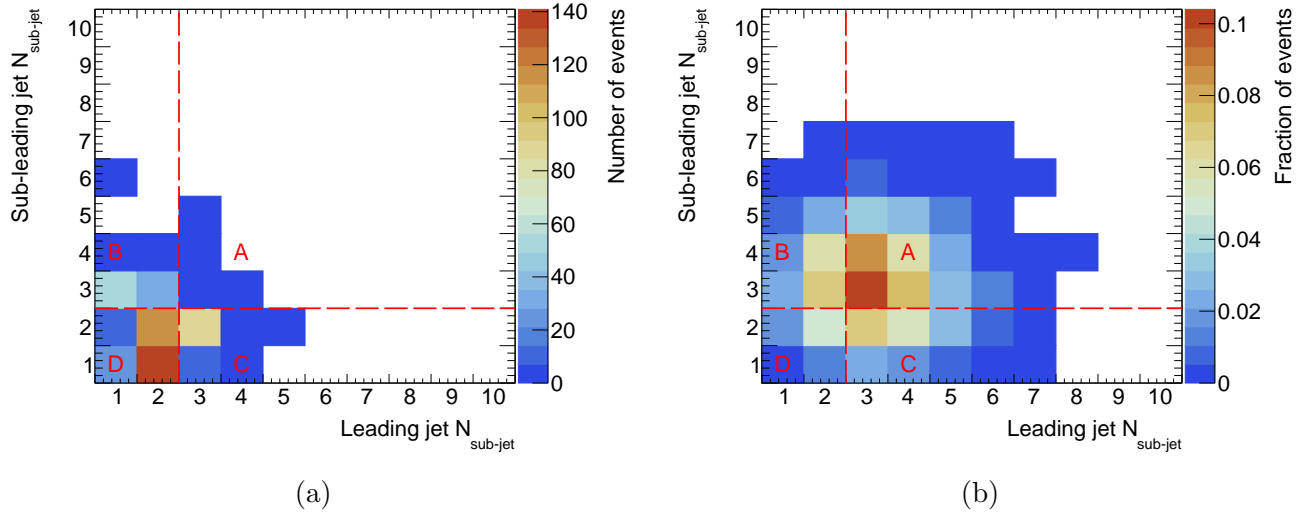 Sub-leading jet N_sub-jet
10
9
8
7
6
5
4
3
2
1
B
A
D
C
1 2 3 4 5 6 7 8 9 10
Leading jet N_sub-jet
140
120
100
80
60
40
20
0
Number of events
(a)
Sub-leading jet N_sub-jet
10
9
8
7
6
5
4
3
2
1
B
A
D
C
1 2 3 4 5 6 7 8 9 10
Leading jet N_sub-jet
0.1
0.08
0.06
0.04
0.02
0
Fraction of events
(b)